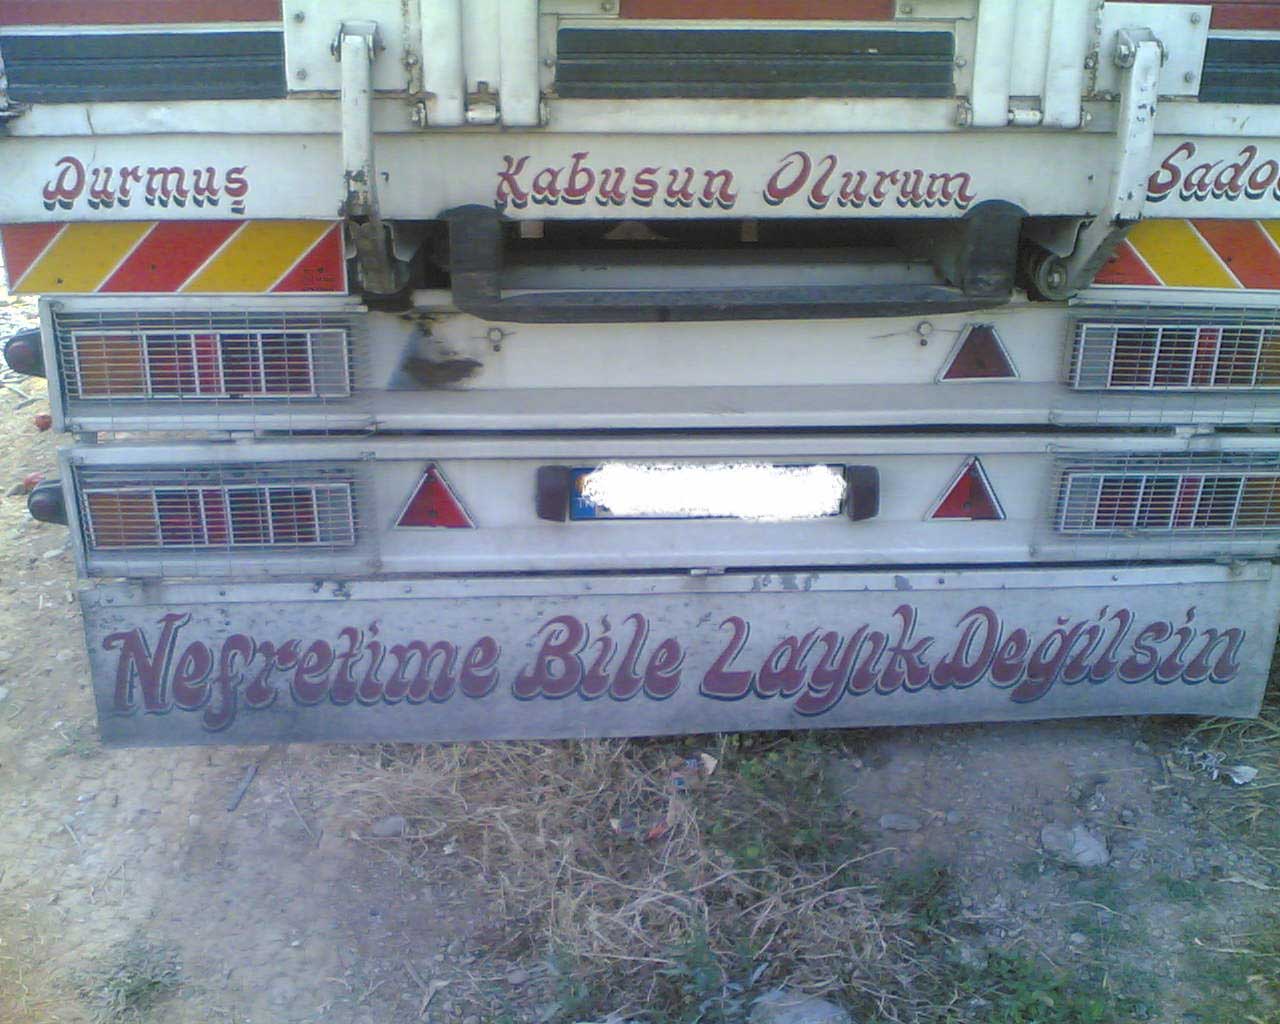 Durmuş Kabusun Olurum
Nefretime Bile Layık Değilsin